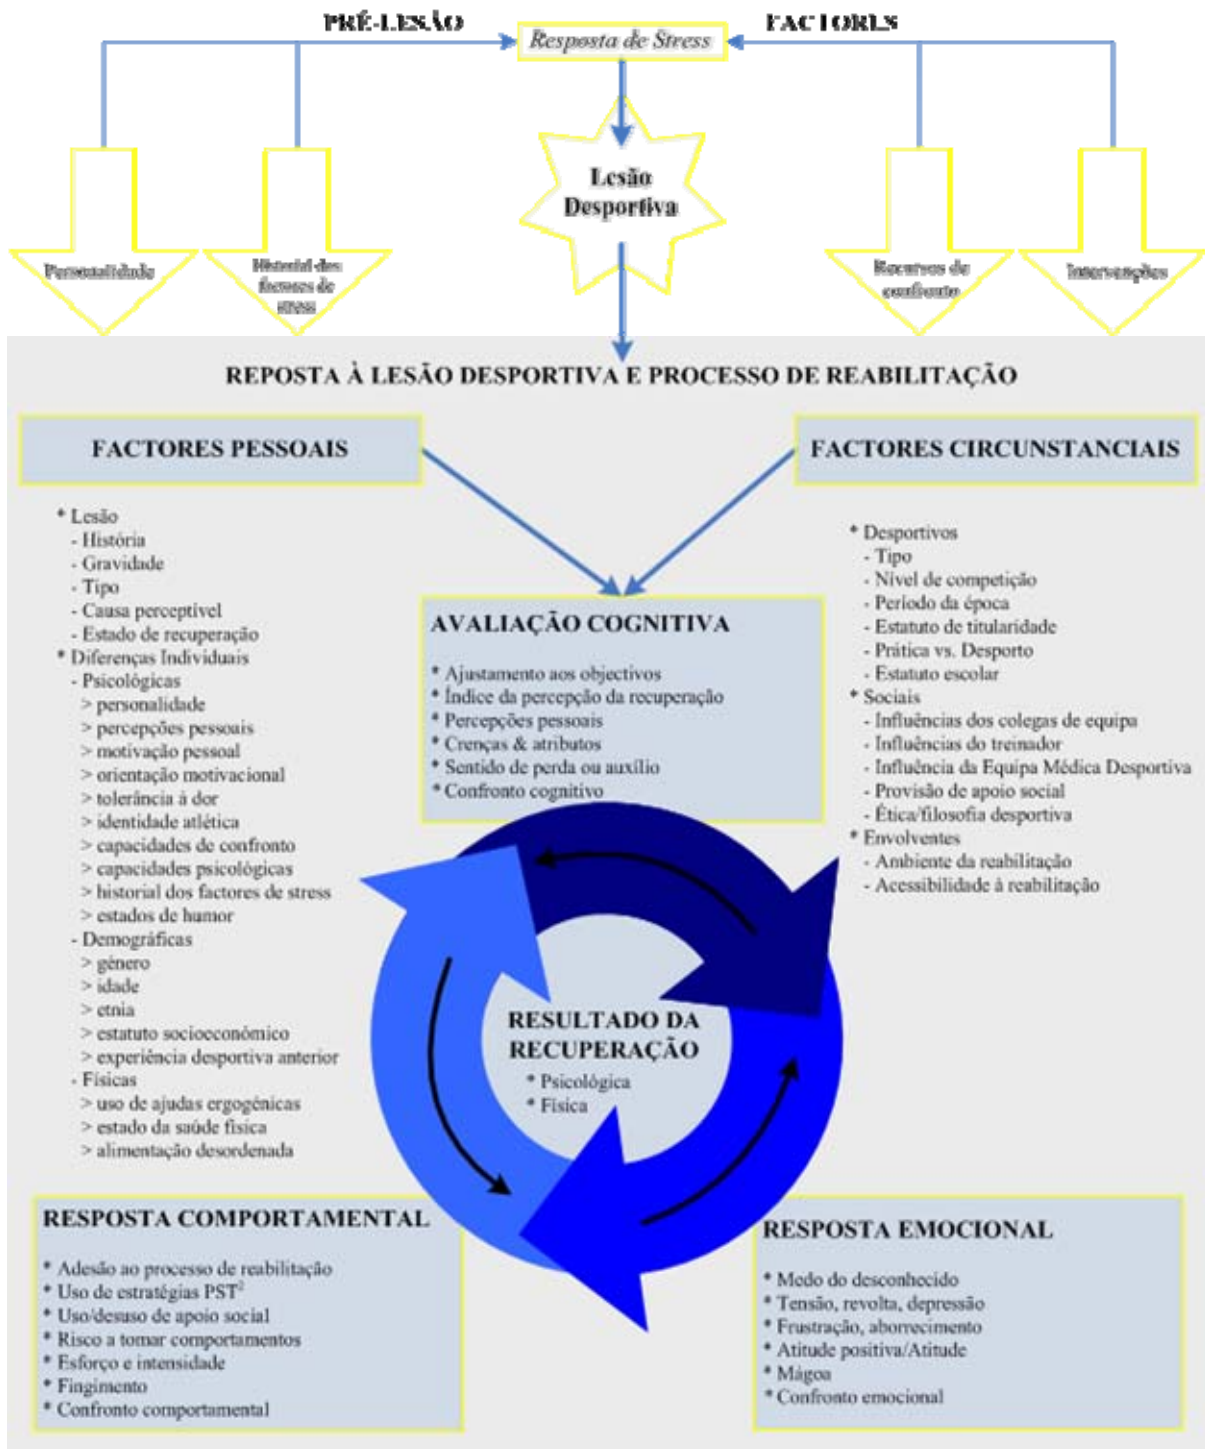 PRÉ-LESÃO
FACTORES
Resposta de Stress
Lesão
Desportiva
Personalidade
Historial dos
factores de
stress
Recursos de
confronto
Intervenções
REPOSTA À LESÃO DESPORTIVA E PROCESSO DE REABILITAÇÃO
FACTORES PESSOAIS
* Lesão
- História
- Gravidade
- Tipo
- Causa perceptível
- Estado de recuperação
* Diferenças Individuais
- Psicológicas
> personalidade
> percepções pessoais
> motivação pessoal
> orientação motivacional
> tolerância à dor
> identidade atlética
> capacidades de confronto
> capacidades psicológicas
> historial dos factores de stress
> estados de humor
- Demográficas
> género
> idade
> etnia
> estatuto socioeconómico
> experiência desportiva anterior
- Físicas
> uso de ajudas ergogénicas
> estado da saúde física
> alimentação desordenada
FACTORES CIRCUNSTANCIAIS
* Desportivos
- Tipo
- Nível de competição
- Período da época
- Estatuto de titularidade
- Prática vs. Desporto
- Estatuto escolar
* Sociais
- Influências dos colegas de equipa
- Influências do treinador
- Influência da Equipa Médica Desportiva
- Provisão de apoio social
- Ética/filosofia desportiva
* Envolventes
- Ambiente da reabilitação
- Acessibilidade à reabilitação
AVALIAÇÃO COGNITIVA
* Ajustamento aos objectivos
* Índice da percepção da recuperação
* Percepções pessoais
* Crenças & atributos
* Sentido de perda ou auxílio
* Confronto cognitivo
RESULTADO DA
RECUPERAÇÃO
* Psicológica
* Física
RESPOSTA COMPORTAMENTAL
* Adesão ao processo de reabilitação
* Uso de estratégias PST²
* Uso/desuso de apoio social
* Risco a tomar comportamentos
* Esforço e intensidade
* Fingimento
* Confronto comportamental
RESPOSTA EMOCIONAL
* Medo do desconhecido
* Tensão, revolta, depressão
* Frustração, aborrecimento
* Atitude positiva/Atitude
* Mágoa
* Confronto emocional